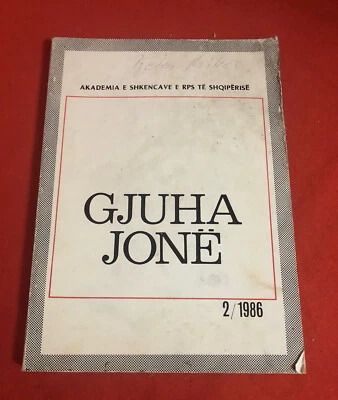 AKADEMIA E SHKENCAVE E RPS TË SHQIPËRISË
GJUHA
JONË
2/1986